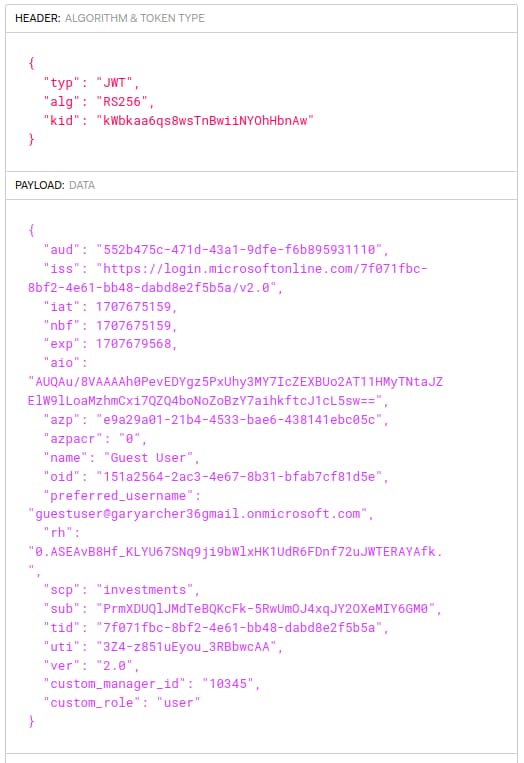 HEADER: ALGORITHM & TOKEN TYPE
{
"typ": "JWT",
"alg": "RS256",
"kid": "kWbkaa6qs8wsTnBwiiNYOhHbnAw"
}
PAYLOAD: DATA
{
"aud": "552b475c-471d-43a1-9dfe-f6b895931110",
"iss": "https://login.microsoftonline.com/7f071fbc-
8bf2-4e61-bb48-dabd8e2f5b5a/v2.0",
"iat": 1707675159,
"nbf": 1707675159,
"exp": 1707679568,
"aio":
"AUQAu/8VAAAAh0PevEDYgz5PxUhy3MY7IcZEXBUo2AT11HMyTNtaJZ
ElW9lLoaMzhmCxi7QZQ4boNoZoBzY7aihkftcJ1cL5sw==",
"azp": "e9a29a01-21b4-4533-bae6-438141ebc05c",
"azpacr": "0",
"name": "Guest User",
"oid": "151a2564-2ac3-4e67-8b31-bfab7cf81d5e",
"preferred_username":
"guestuser@garyarcher36gmail.onmicrosoft.com",
"rh":
"0.ASEAvB8Hf_KLYU67SNq9ji9bWlxHK1UdR6FDnf72uJWTERAYAfk.
",
"scp": "investments",
"sub": "PrmXDUQlJMdTeBQKcFk-5RwUmOJ4xqJY2OXeMIY6GM0",
"tid": "7f071fbc-8bf2-4e61-bb48-dabd8e2f5b5a",
"uti": "3Z4-z851uEyou_3RBbwcAA",
"ver": "2.0",
"custom_manager_id": "10345",
"custom_role": "user"
}